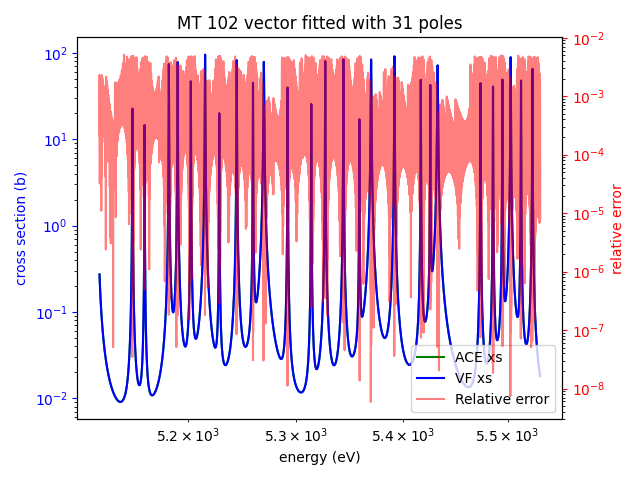 MT 102 vector fitted with 31 poles
cross section (b)
10²
10¹
10⁰
10⁻¹
10⁻²
10⁻²
10⁻³
10⁻⁴
10⁻⁵
10⁻⁶
10⁻⁷
10⁻⁸
relative error
ACE xs
VF xs
Relative error
5.2 × 10³ 5.3 × 10³ 5.4 × 10³ 5.5 × 10³
energy (eV)